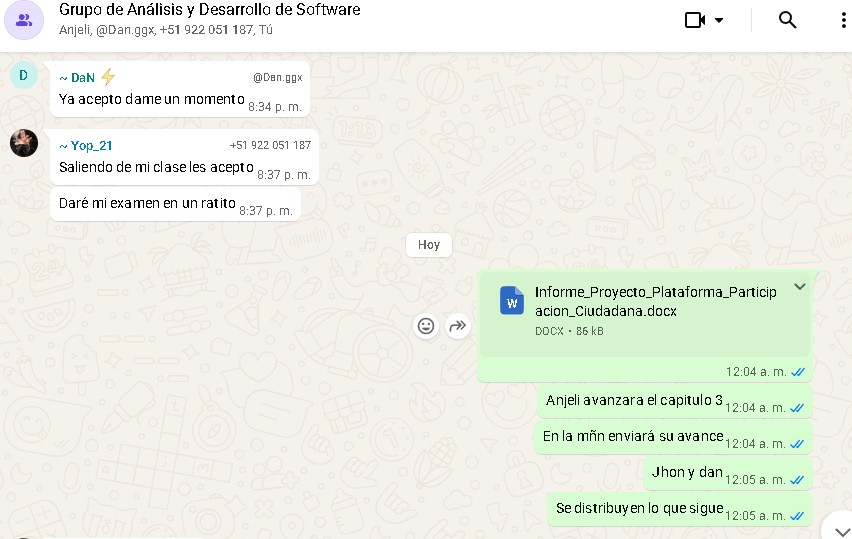 Grupo de Análisis y Desarrollo de Software
Anjeli, @Dan.ggx, +51 922 051 187, Tú
D
~ DaN ⚡ @Dan.ggx
Ya acepto dame un momento 8:34 p. m.
~ Yop_21 +51 922 051 187
Saliendo de mi clase les acepto 8:37 p. m.
Daré mi examen en un ratito 8:37 p. m.
Hoy
W
Informe_Proyecto_Plataforma_Particip
acion_Ciudadana.docx
DOCX • 86 kB
12:04 a. m.
Anjeli avanzara el capitulo 3 12:04 a. m.
En la mñn enviará su avance 12:04 a. m.
Jhon y dan 12:05 a. m.
Se distribuyen lo que sigue 12:05 a. m.